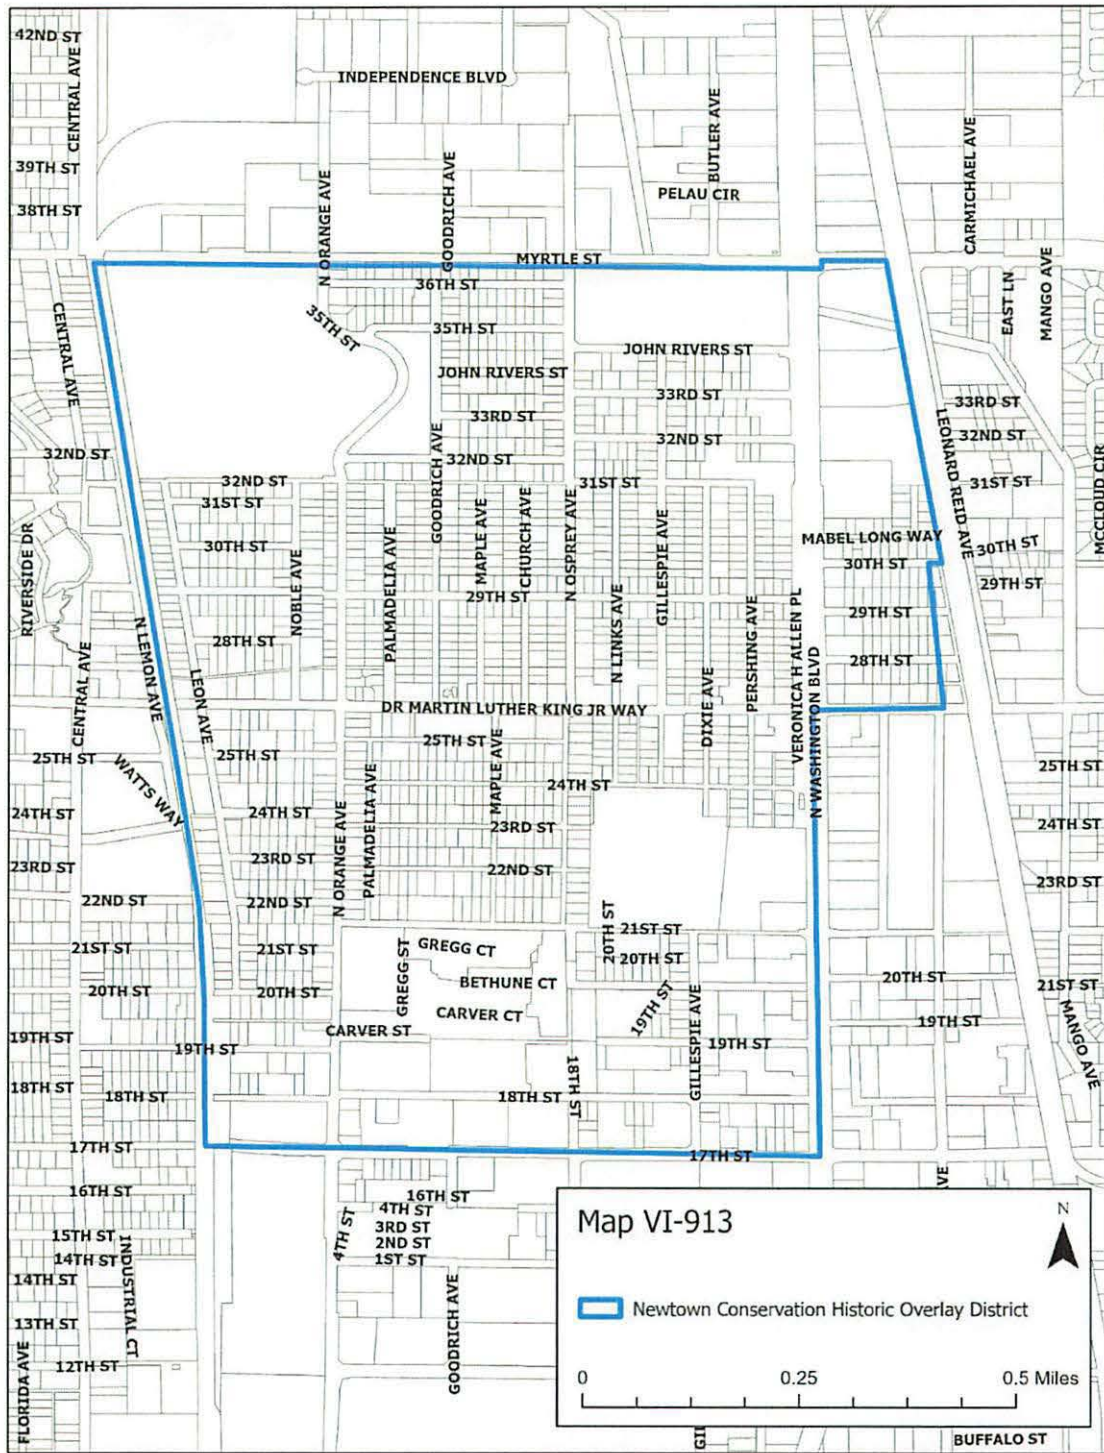 42ND ST
CENTRAL AVE
INDEPENDENCE BLVD
BUTLER AVE
CARMICHAEL AVE
39TH ST
38TH ST
N ORANGE AVE
GOODRICH AVE
PELAU CIR
MYRTLE ST
36TH ST
35TH ST
35TH ST
EAST LN
MANGO AVE
CENTRAL AVE
JOHN RIVERS ST
JOHN RIVERS ST
33RD ST
33RD ST
33RD ST
LEONARD REID AVE
32ND ST
32ND ST
32ND ST
32ND ST
GOODRICH AVE
32ND ST
31ST ST
31ST ST
31ST ST
MCCLOUD CIR
RIVERSIDE DR
30TH ST
NOBLE AVE
PALMADELIA AVE
MAPLE AVE
CHURCH AVE
N OSPREY AVE
GILLESPIE AVE
MABEL LONG WAY
30TH ST
30TH ST
29TH ST
29TH ST
29TH ST
28TH ST
28TH ST
N LINKS AVE
PERSHING AVE
VERONICA H ALLEN PL
N WASHINGTON BLVD
N LEMON AVE
LEON AVE
CENTRAL AVE
DR MARTIN LUTHER KING JR WAY
DIXIE AVE
25TH ST
WATTS WAY
25TH ST
25TH ST
MAPLE AVE
25TH ST
24TH ST
24TH ST
24TH ST
24TH ST
N ORANGE AVE
PALMADELIA AVE
23RD ST
23RD ST
23RD ST
23RD ST
22ND ST
22ND ST
22ND ST
21ST ST
21ST ST
GREGG ST
GREGG CT
20TH ST
21ST ST
20TH ST
20TH ST
20TH ST
BETHUNE CT
20TH ST
21ST ST
CARVER CT
19TH ST
GILLESPIE AVE
19TH ST
MANGO AVE
19TH ST
19TH ST
CARVER ST
19TH ST
18TH ST
18TH ST
18TH ST
18TH ST
17TH ST
17TH ST
16TH ST
16TH ST
4TH ST
3RD ST
2ND ST
1ST ST
4TH ST
15TH ST
14TH ST
14TH ST
INDUSTRIAL CT
13TH ST
12TH ST
FLORIDA AVE
GOODRICH AVE
AVE
Map VI-913
N
Newtown Conservation Historic Overlay District
0 0.25 0.5 Miles
BUFFALO ST